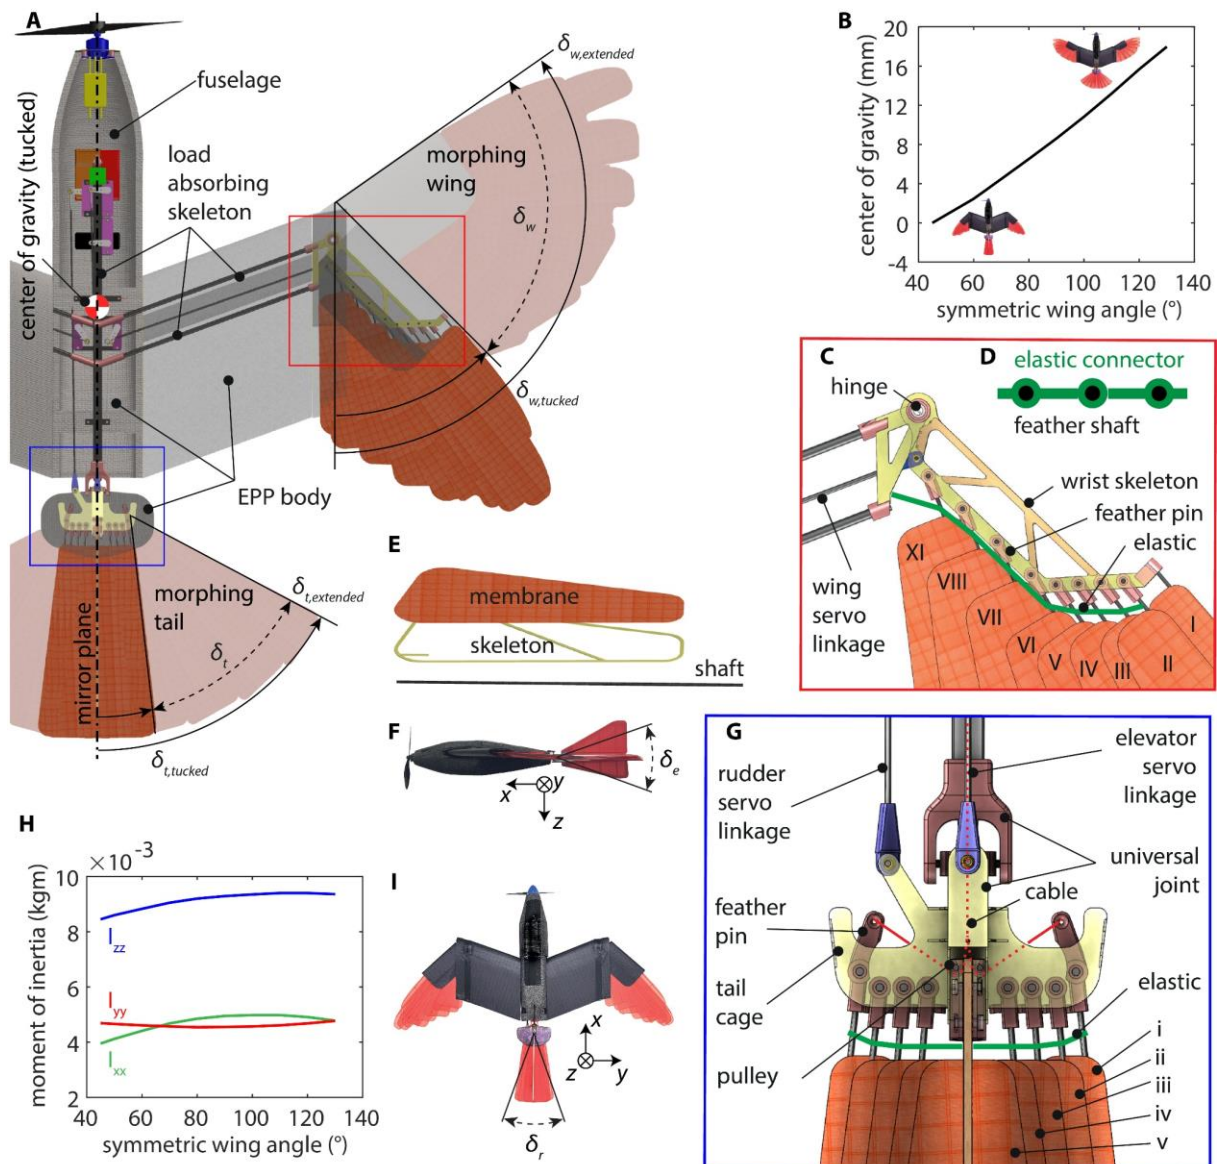 A
fuselage
load
absorbing
skeleton
center of gravity (tucked)
morphing
wing
δw,extended
δw
δw,tucked
EPP body
morphing
tail
mirror plane
δt,extended
δt
δt,tucked
B
center of gravity (mm)
20
16
12
8
4
0
-4
40 60 80 100 120 140
symmetric wing angle (°)
C
hinge
wing
servo
linkage
wrist skeleton
feather pin
elastic
XI
VIII
VII
VI
V
IV
III
II
I
D
elastic connector
feather shaft
E
membrane
skeleton
shaft
F
δe
x
y
z
G
rudder
servo
linkage
elevator
servo
linkage
universal
joint
cable
feather
pin
tail
cage
pulley
elastic
i
ii
iii
iv
v
H
×10-3
moment of inertia (kgm)
10
8
6
4
2
Izz
Iyy
Ixx
40 60 80 100 120 140
symmetric wing angle (°)
I
x
z
y
δr